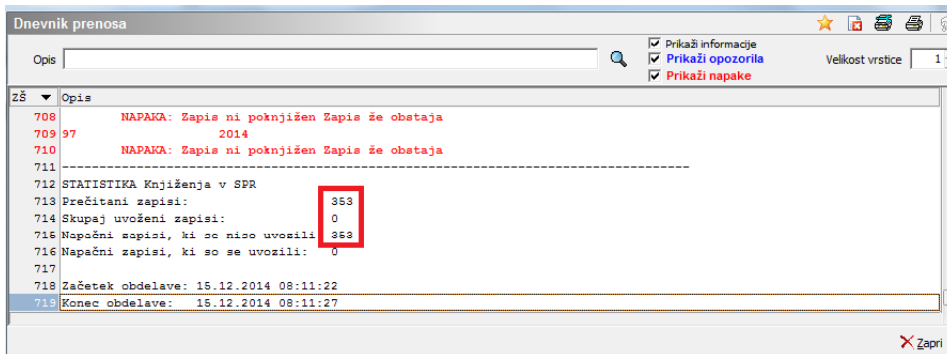 Dnevnik prenosa
Opis
Prikaži informacije
Prikaži opozorila
Prikaži napake
Velikost vrstice 1
ZŠ Opis
708 NAPAKA: Zapis ni poknjižen Zapis že obstaja
709 97 2014
710 NAPAKA: Zapis ni poknjižen Zapis že obstaja
711 --------------------------------------------------------------------------------------
712 STATISTIKA Knjiženja v SPR
713 Prečitani zapisi: 353
714 Skupaj uvoženi zapisi: 0
715 Napačni zapisi, ki se niso uvozili: 353
716 Napačni zapisi, ki so se uvozili: 0
717
718 Začetek obdelave: 15.12.2014 08:11:22
719 Konec obdelave: 15.12.2014 08:11:27
Zapri